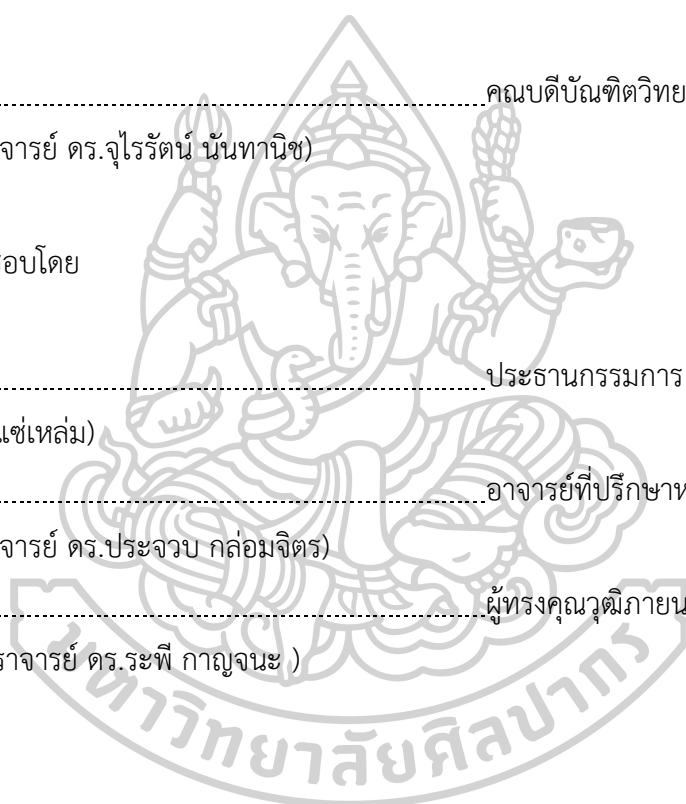 คณบดีบัณฑิตวิทย
จารย์ ดร.จุไรรัตน์ นันทานิช)
อบโดย
ประธานกรรมการ
แซ่เหล่ม)
อาจารย์ที่ปรึกษาห
จารย์ ดร.ประจวบ กล่อมจิตร)
ผู้ทรงคุณวุฒิภายน
ราจารย์ ดร.ระพี กาญจนะ )
มหาวิทยาลัยศิลปากร